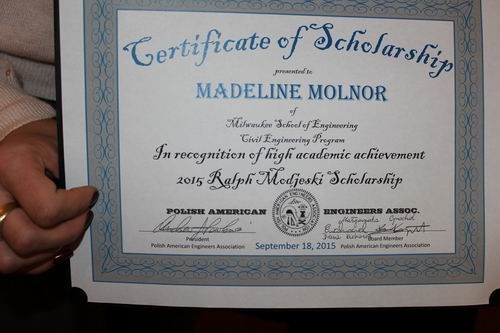 Certificate of Scholarship
presented to
MADELINE MOLNOR
of
Milwaukee School of Engineering
Civil Engineering Program
In recognition of high academic achievement
2015 Ralph Modjeski Scholarship
POLISH AMERICAN ENGINEERS ASSOC.
President
Board Member
Polish American Engineers Association
September 18, 2015
Polish American Engineers Association